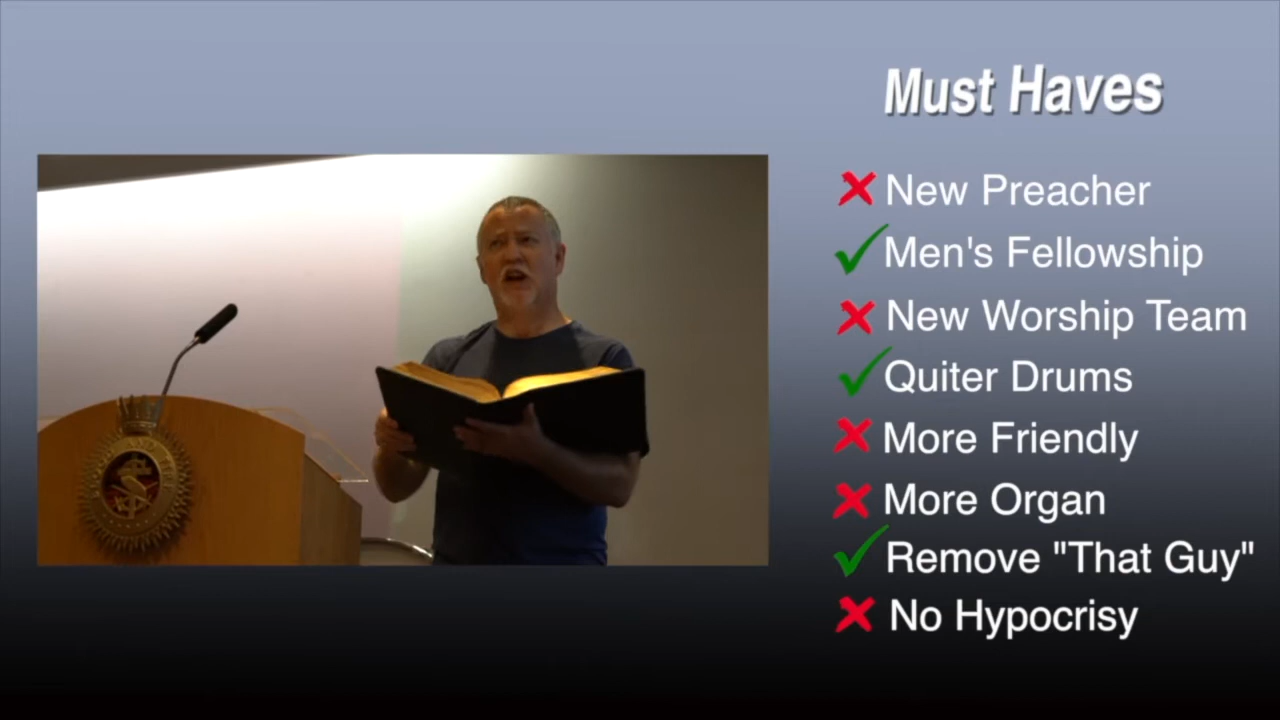 Must Haves
New Preacher
Men's Fellowship
New Worship Team
Quiter Drums
More Friendly
More Organ
Remove "That Guy"
No Hypocrisy